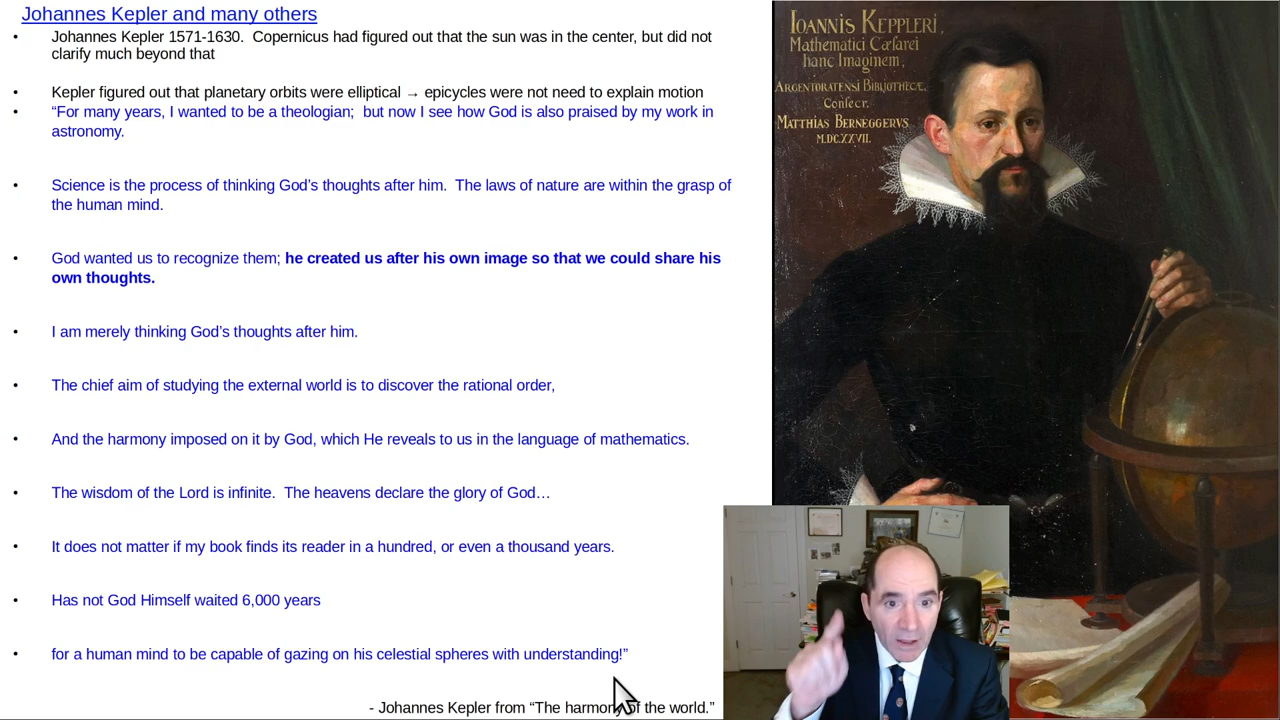 Johannes Kepler and many others
• Johannes Kepler 1571-1630.  Copernicus had figured out that the sun was in the center, but did not
clarify much beyond that
• Kepler figured out that planetary orbits were elliptical → epicycles were not need to explain motion
• “For many years, I wanted to be a theologian;  but now I see how God is also praised by my work in
astronomy.
• Science is the process of thinking God’s thoughts after him.  The laws of nature are within the grasp of
the human mind.
• God wanted us to recognize them; he created us after his own image so that we could share his
own thoughts.
• I am merely thinking God’s thoughts after him.
• The chief aim of studying the external world is to discover the rational order,
• And the harmony imposed on it by God, which He reveals to us in the language of mathematics.
• The wisdom of the Lord is infinite.  The heavens declare the glory of God…
• It does not matter if my book finds its reader in a hundred, or even a thousand years.
• Has not God Himself waited 6,000 years
• for a human mind to be capable of gazing on his celestial spheres with understanding!”
- Johannes Kepler from “The harmony of the world.”
IOANNIS KEPPLERI,
Mathematici Cæsarei
hanc Imaginem,
ARGENTORATENSI BIBLIOTHECÆ,
Consecr.
MATTHIAS BERNEGGERVS
M.DC.XXVII.